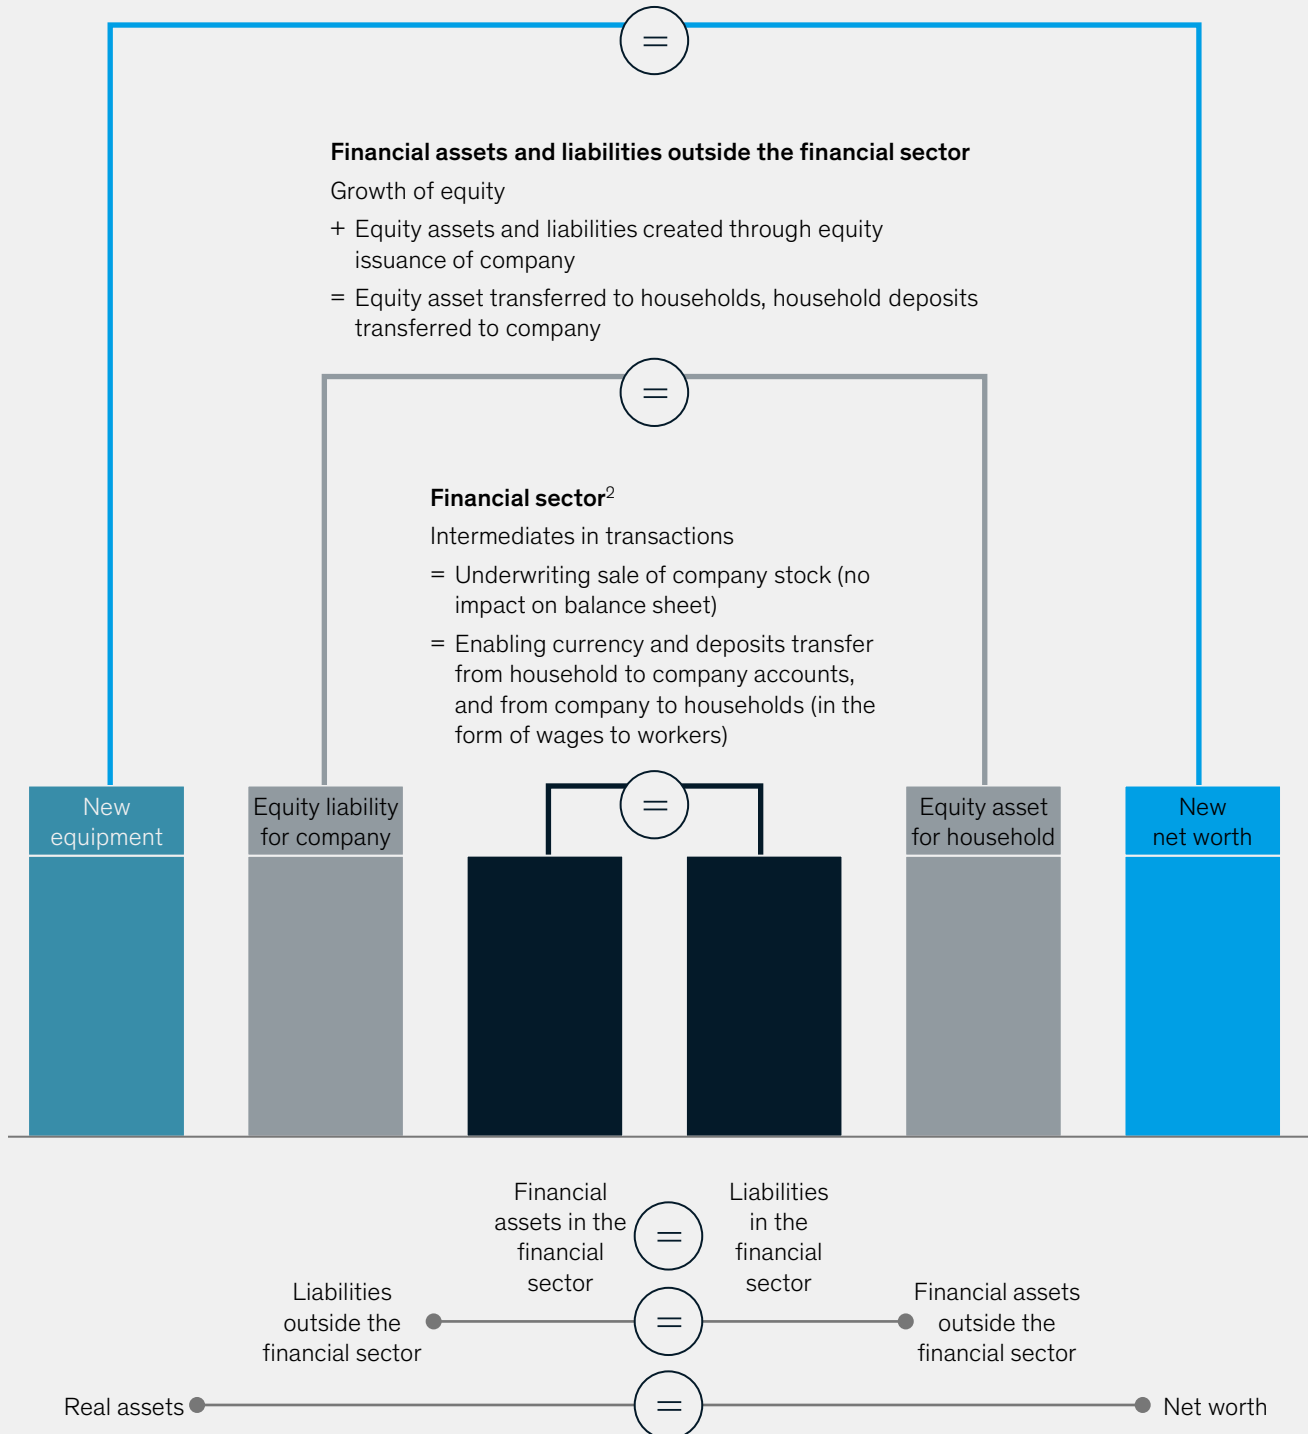 =
Financial assets and liabilities outside the financial sector
Growth of equity
+ Equity assets and liabilities created through equity
issuance of company
= Equity asset transferred to households, household deposits
transferred to company
=
Financial sector2
Intermediates in transactions
= Underwriting sale of company stock (no
impact on balance sheet)
= Enabling currency and deposits transfer
from household to company accounts,
and from company to households (in the
form of wages to workers)
=
New
equipment
Equity liability
for company
Equity asset
for household
New
net worth
Financial
assets in the
financial
sector
=
Liabilities
in the
financial
sector
Liabilities
outside the
financial sector
=
Financial assets
outside the
financial sector
Real assets
=
Net worth